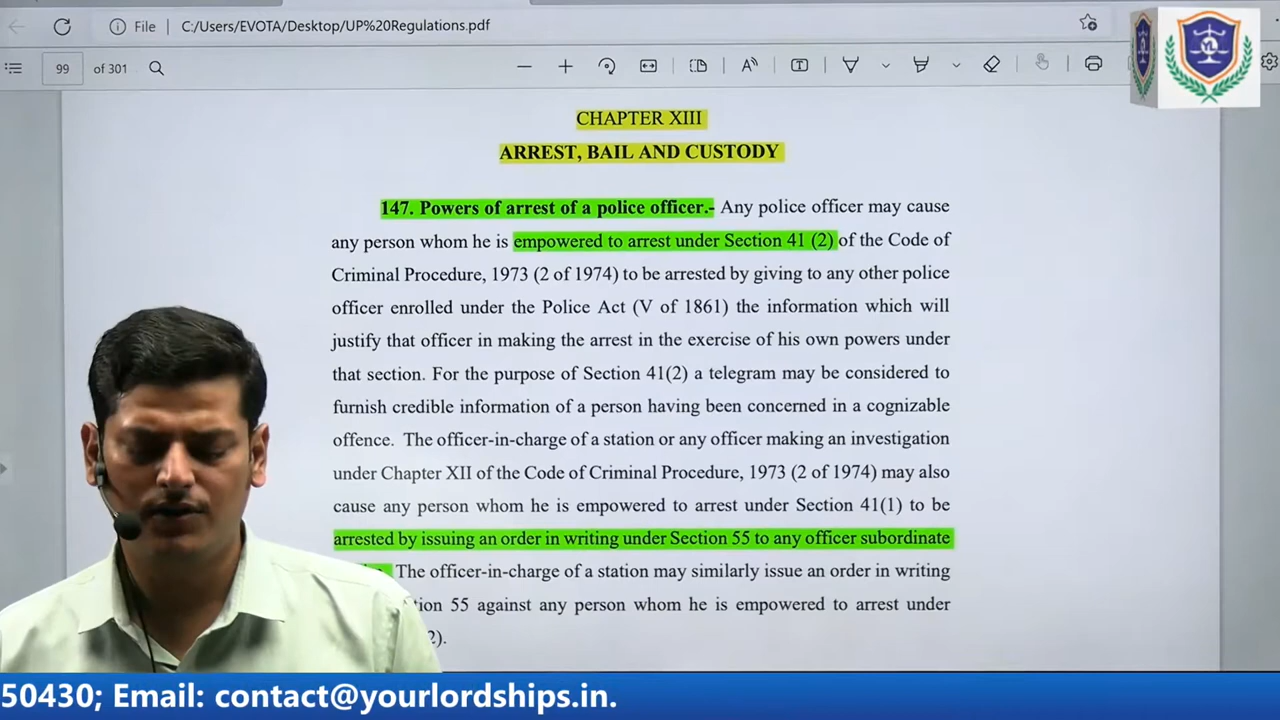 File | C:/Users/EVOTA/Desktop/UP%20Regulations.pdf
99 of 301
CHAPTER XIII
ARREST, BAIL AND CUSTODY
147. Powers of arrest of a police officer.- Any police officer may cause
any person whom he is empowered to arrest under Section 41 (2) of the Code of
Criminal Procedure, 1973 (2 of 1974) to be arrested by giving to any other police
officer enrolled under the Police Act (V of 1861) the information which will
justify that officer in making the arrest in the exercise of his own powers under
that section. For the purpose of Section 41(2) a telegram may be considered to
furnish credible information of a person having been concerned in a cognizable
offence. The officer-in-charge of a station or any officer making an investigation
under Chapter XII of the Code of Criminal Procedure, 1973 (2 of 1974) may also
cause any person whom he is empowered to arrest under Section 41(1) to be
arrested by issuing an order in writing under Section 55 to any officer subordinate
The officer-in-charge of a station may similarly issue an order in writing
tion 55 against any person whom he is empowered to arrest under
2).
50430; Email: contact@yourlordships.in.